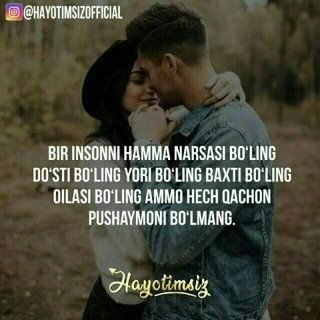 @HAYOTIMSIZOFFICIAL
BIR INSONNI HAMMA NARSASI BO‘LING
DO‘STI BO‘LING YORI BO‘LING BAXTI BO‘LING
OILASI BO‘LING AMMO HECH QACHON
PUSHAYMONI BO‘LMANG.
Hayotimsiz